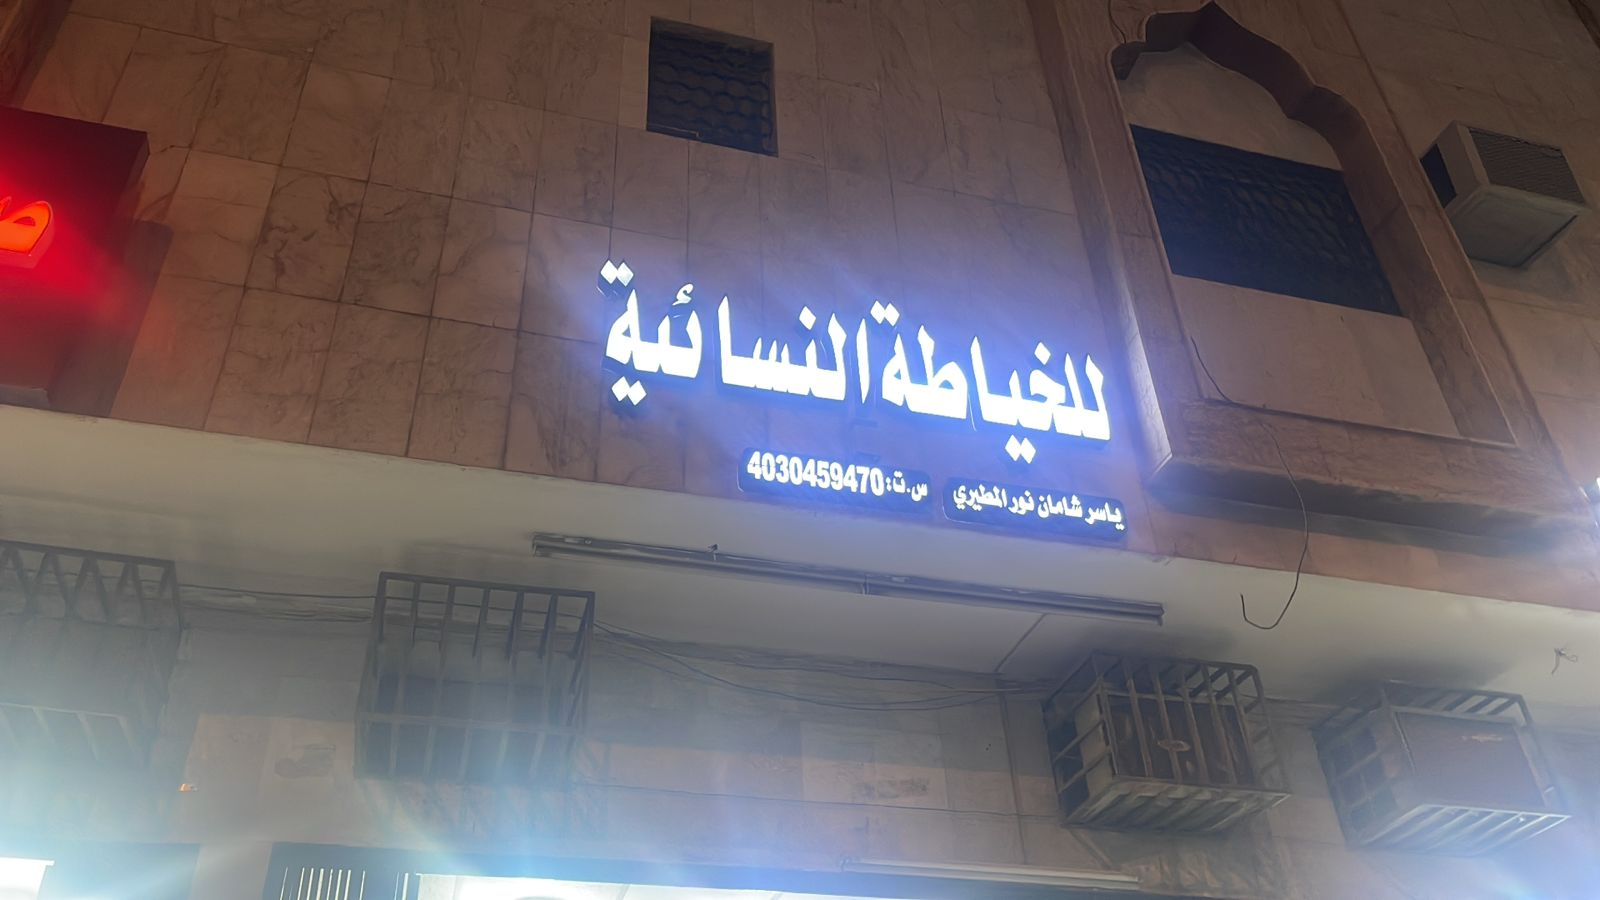 للخياطة النسائية
ياسر شامان نور المطيري س.ت: 4030459470